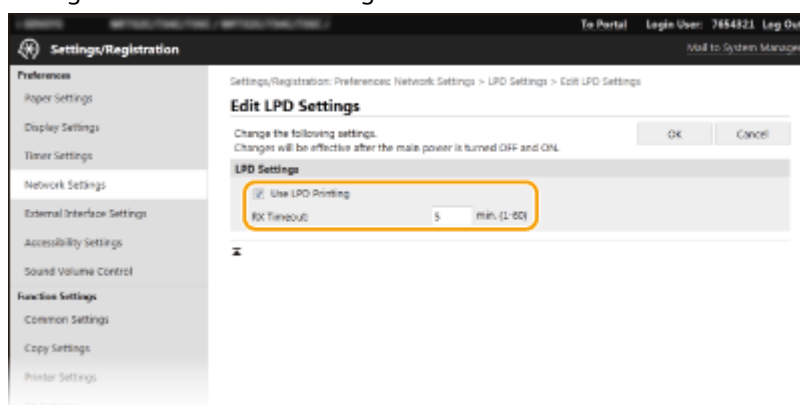 To Portal Login User: 7654321 Log Out
Settings/Registration
Mail to System Manager
Preferences
Paper Settings
Display Settings
Timer Settings
Network Settings
External Interface Settings
Accessibility Settings
Sound Volume Control
Function Settings
Common Settings
Copy Settings
Printer Settings
Settings/Registration: Preferences: Network Settings > LPD Settings > Edit LPD Settings
Edit LPD Settings
Change the following settings.
Changes will be effective after the main power is turned OFF and ON.
OK Cancel
LPD Settings
Use LPD Printing
RX Timeout: 5 min. (1-60)